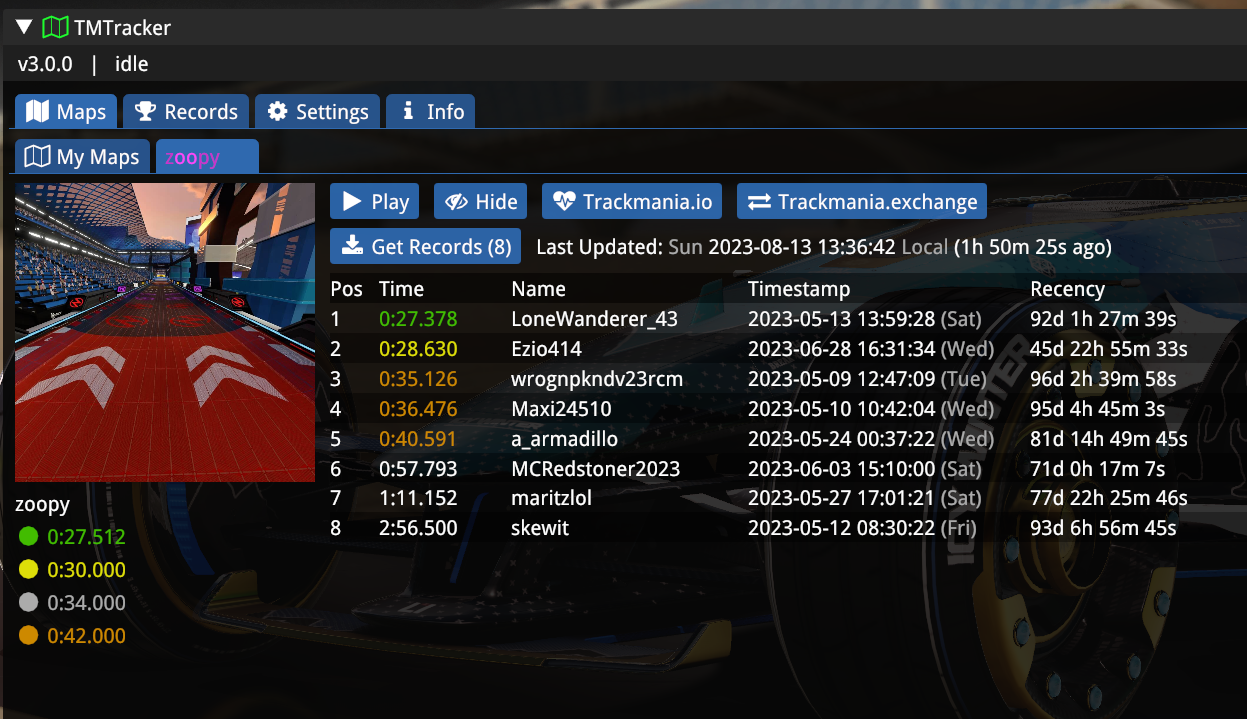 TMTracker
v3.0.0 | idle
Maps Records Settings Info
My Maps zoopy
Play Hide Trackmania.io Trackmania.exchange
Get Records (8) Last Updated: Sun 2023-08-13 13:36:42 Local (1h 50m 25s ago)
Pos Time Name Timestamp Recency
1 0:27.378 LoneWanderer_43 2023-05-13 13:59:28 (Sat) 92d 1h 27m 39s
2 0:28.630 Ezio414 2023-06-28 16:31:34 (Wed) 45d 22h 55m 33s
3 0:35.126 wrognpkndv23rcm 2023-05-09 12:47:09 (Tue) 96d 2h 39m 58s
4 0:36.476 Maxi24510 2023-05-10 10:42:04 (Wed) 95d 4h 45m 3s
5 0:40.591 a_armadillo 2023-05-24 00:37:22 (Wed) 81d 14h 49m 45s
6 0:57.793 MCRedstoner2023 2023-06-03 15:10:00 (Sat) 71d 0h 17m 7s
7 1:11.152 maritzlol 2023-05-27 17:01:21 (Sat) 77d 22h 25m 46s
8 2:56.500 skewit 2023-05-12 08:30:22 (Fri) 93d 6h 56m 45s
zoopy
0:27.512
0:30.000
0:34.000
0:42.000